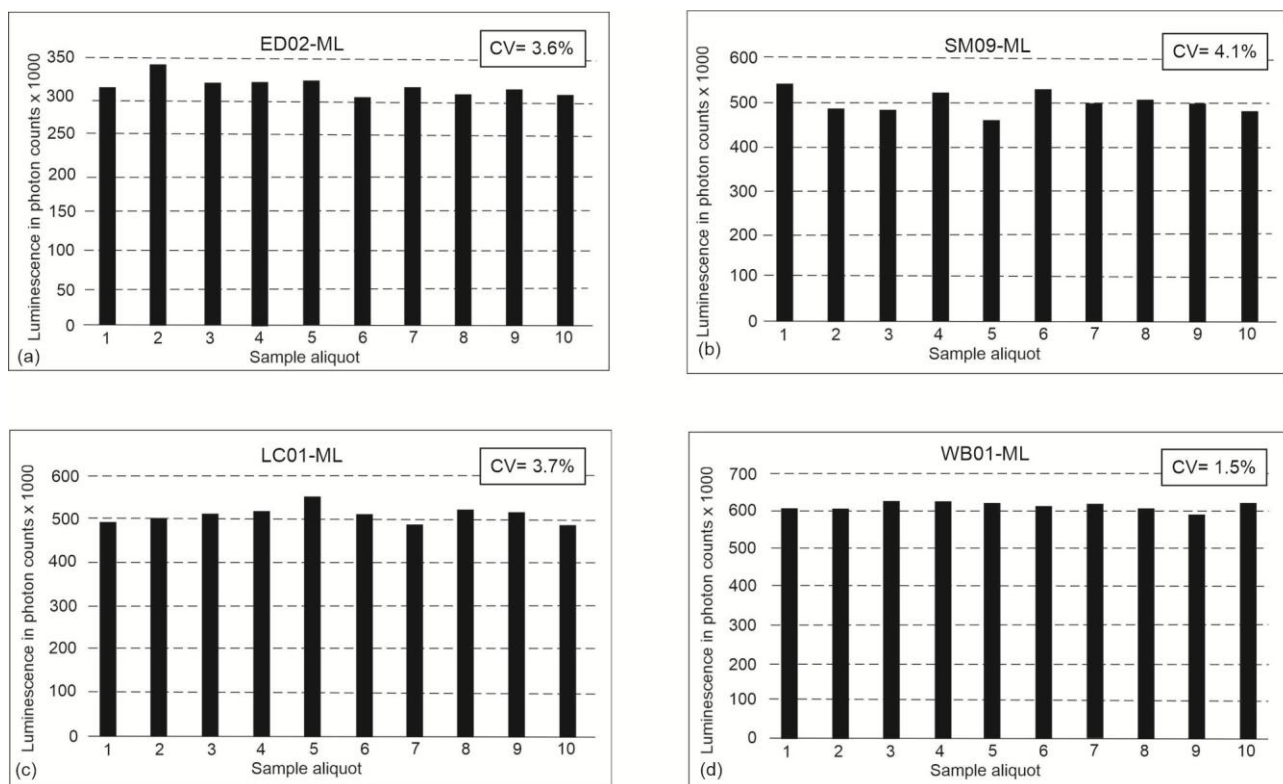 ED02-ML
CV= 3.6%
Luminescence in photon counts x 1000
350
300
250
200
150
100
50
0
1 2 3 4 5 6 7 8 9 10
Sample aliquot
(a)
SM09-ML
CV= 4.1%
Luminescence in photon counts x 1000
600
500
400
300
200
100
0
1 2 3 4 5 6 7 8 9 10
Sample aliquot
(b)
LC01-ML
CV= 3.7%
Luminescence in photon counts x 1000
600
500
400
300
200
100
0
1 2 3 4 5 6 7 8 9 10
Sample aliquot
(c)
WB01-ML
CV= 1.5%
Luminescence in photon counts x 1000
700
600
500
400
300
200
100
0
1 2 3 4 5 6 7 8 9 10
Sample aliquot
(d)